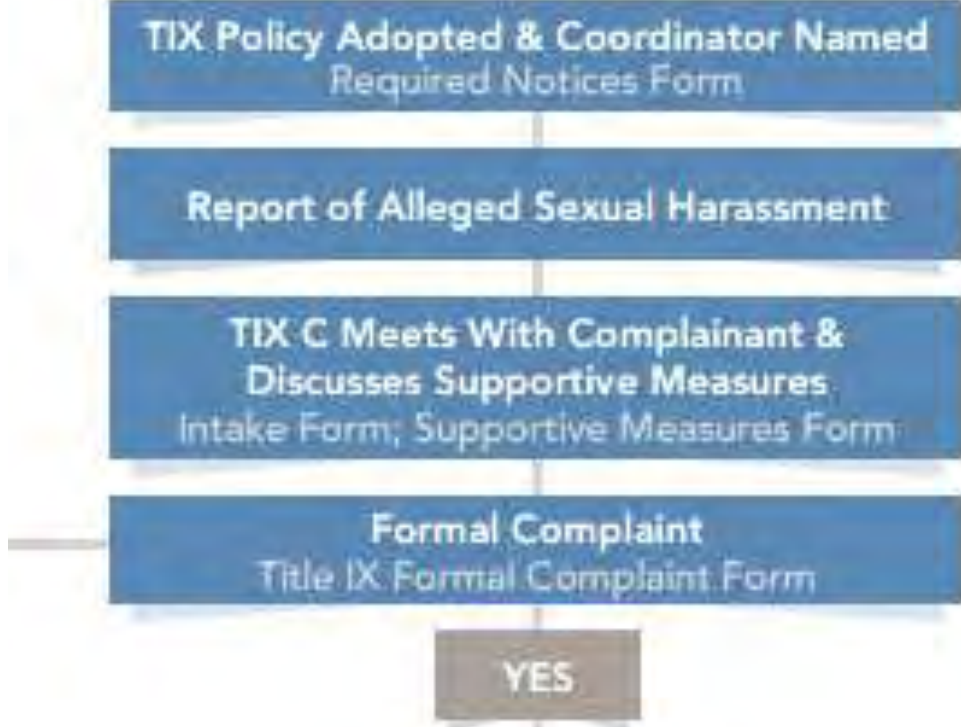 TIX Policy Adopted & Coordinator Named
Required Notices Form
Report of Alleged Sexual Harassment
TIX C Meets With Complainant &
Discusses Supportive Measures
Intake Form; Supportive Measures Form
Formal Complaint
Title IX Formal Complaint Form
YES